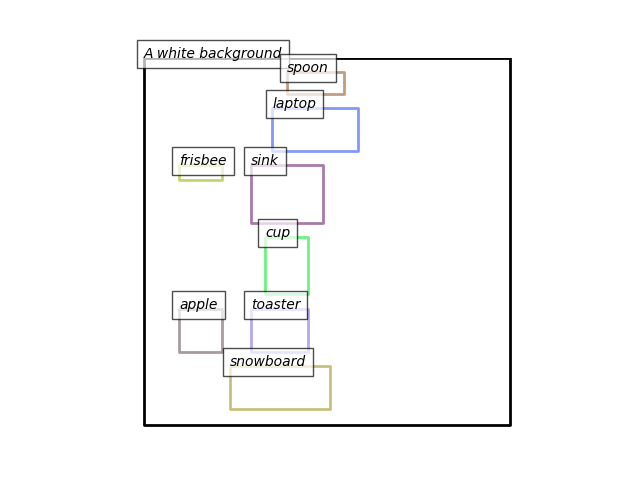 A white background
spoon
laptop
frisbee
sink
cup
apple
toaster
snowboard